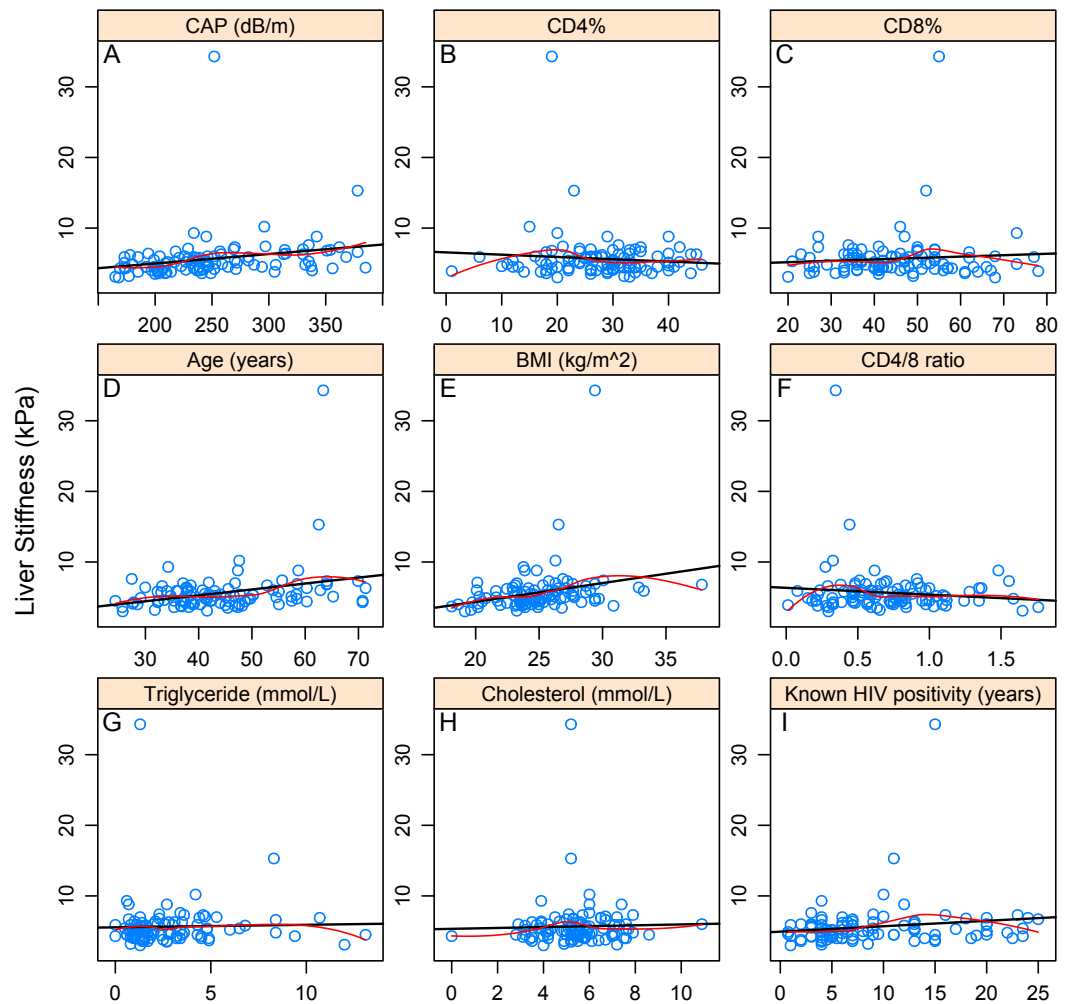 CAP (dB/m)
CD4%
CD8%
A
B
C
10 20 30
10 20 30
10 20 30
200 250 300 350
0 10 20 30 40
20 30 40 50 60 70 80
Age (years)
BMI (kg/m^2)
CD4/8 ratio
D
E
F
Liver Stiffness (kPa)
10 20 30
10 20 30
10 20 30
30 40 50 60 70
20 25 30 35
0.0 0.5 1.0 1.5
Triglyceride (mmol/L)
Cholesterol (mmol/L)
Known HIV positivity (years)
G
H
I
10 20 30
10 20 30
10 20 30
0 5 10
0 2 4 6 8 10
0 5 10 15 20 25